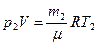 p₂V = m₂/μ RT₂